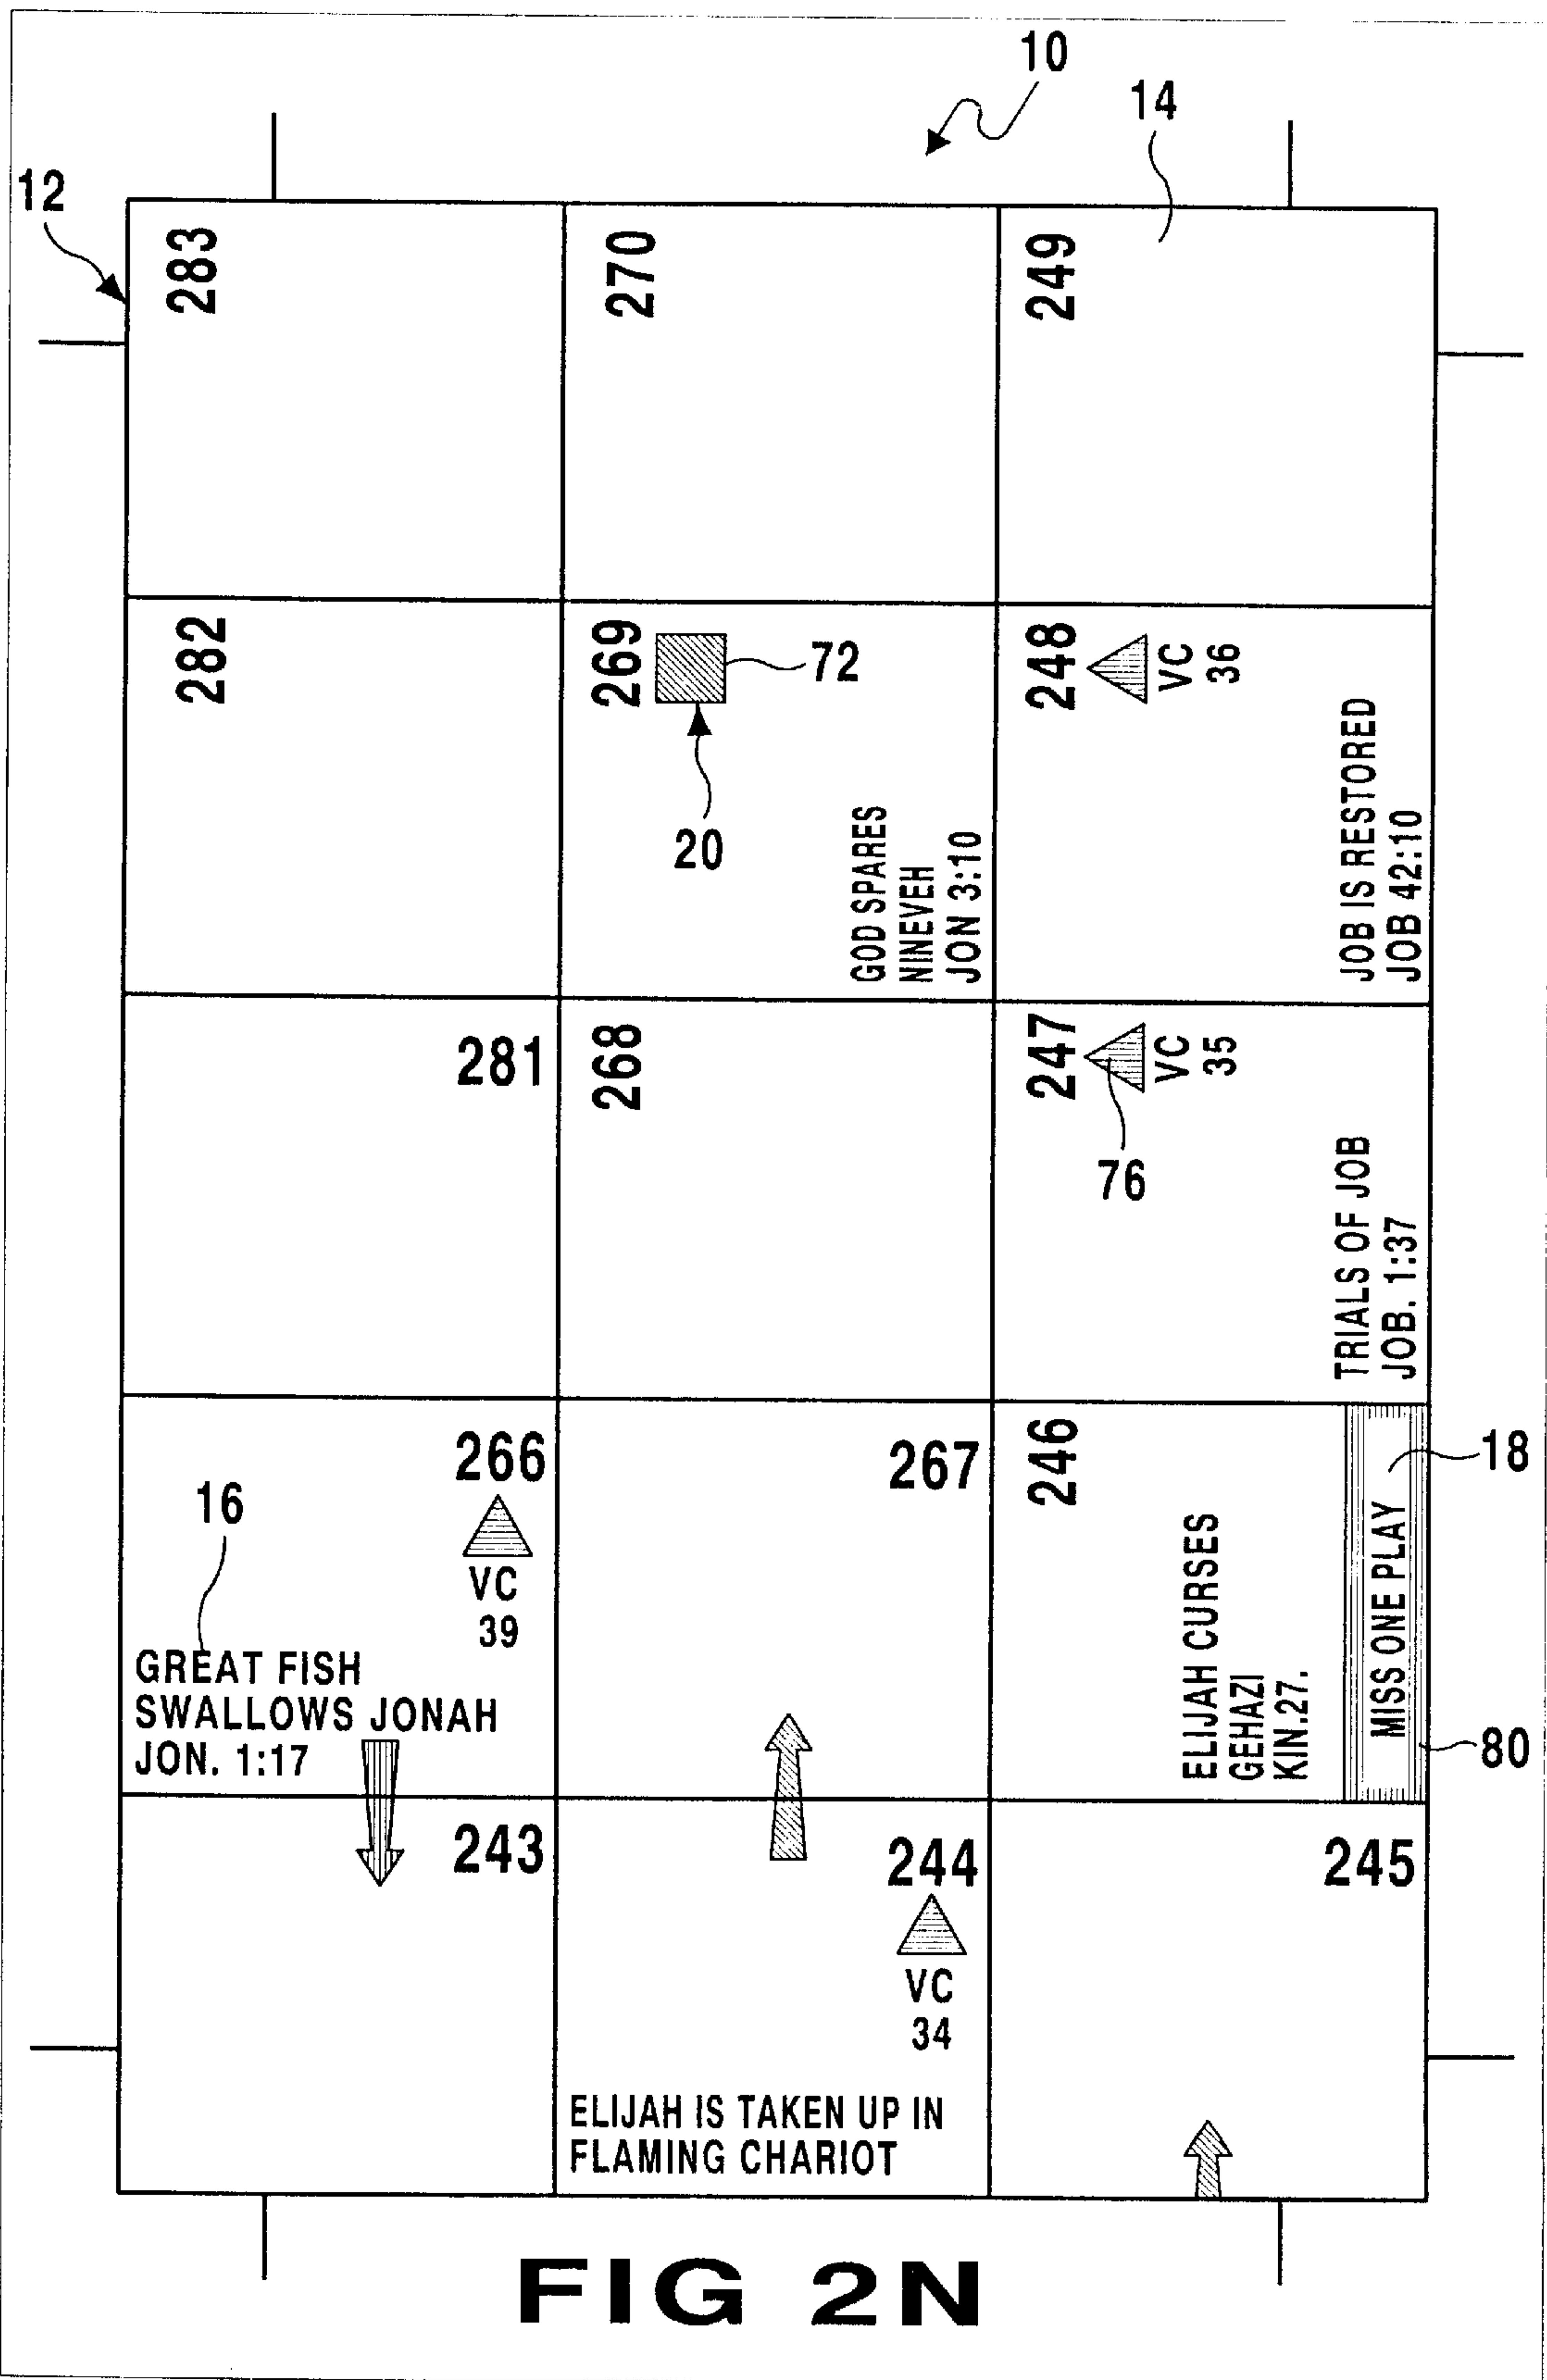 10
14
12
283
270
249
282
269
72
20
GOD SPARES
NINEVEH
JON 3:10
248
VC
36
JOB IS RESTORED
JOB 42:10
281
268
247
VC
35
76
TRIALS OF JOB
JOB. 1:37
16
266
VC
39
GREAT FISH
SWALLOWS JONAH
JON. 1:17
267
246
ELIJAH CURSES
GEHAZI
KIN.27.
MISS ONE PLAY
18
80
243
244
VC
34
ELIJAH IS TAKEN UP IN
FLAMING CHARIOT
245
FIG 2N